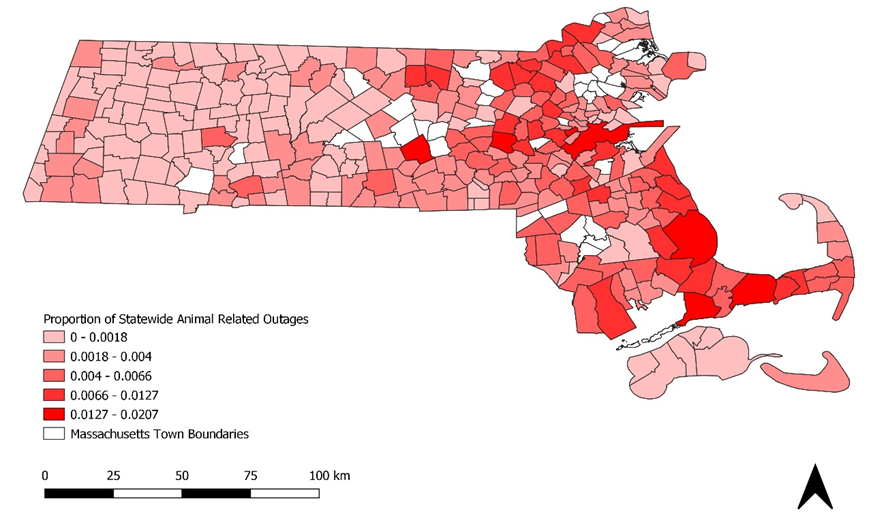 Proportion of Statewide Animal Related Outages
0 - 0.0018
0.0018 - 0.004
0.004 - 0.0066
0.0066 - 0.0127
0.0127 - 0.0207
Massachusetts Town Boundaries
0 25 50 75 100 km